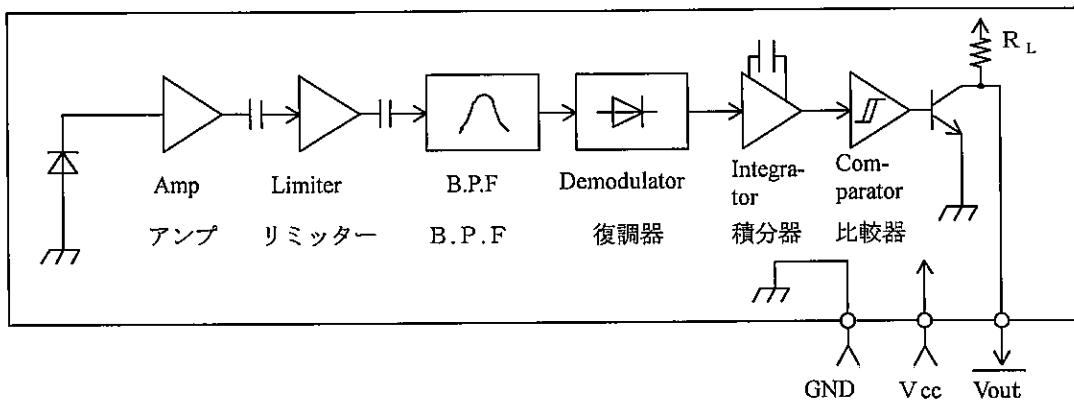 R L
Amp
Limiter
B.P.F
Demodulator
Integra-
tor
Com-
parator
アンプ
リミッター
B.P.F
復調器
積分器
比較器
GND
Vcc
Vout